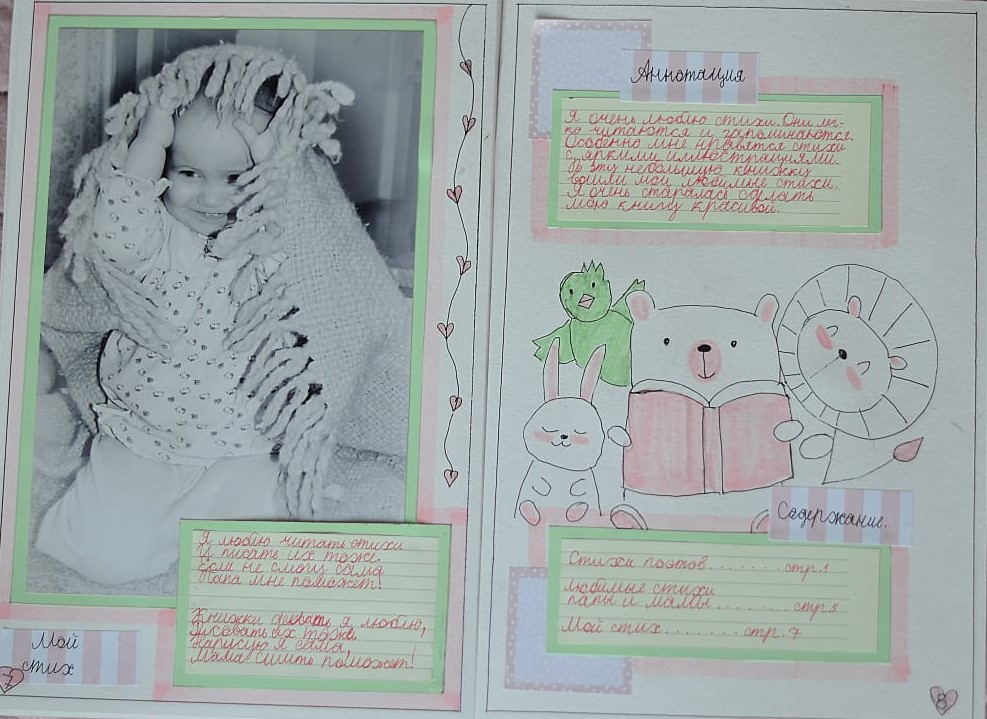 Я люблю читать стихи
И писать их тоже.
Если не смогу сама
Папа мне поможет!
Книжки делать я люблю,
Рисовать их тоже.
Нарисую я сама,
Мама сшить поможет!
Мой
стих
7
Аннотация
Я очень люблю стихи. Они лег-
ко читаются и запоминаются.
Особенно мне нравятся стихи
с яркими иллюстрациями.
В эту небольшую книжку
вошли мои любимые стихи.
Я очень старалась сделать
мою книгу красивой.
Содержание.
Стихи поэтов........стр.1
Любимые стихи
папы и мамы........стр.5
Мой стих.......стр.7
8